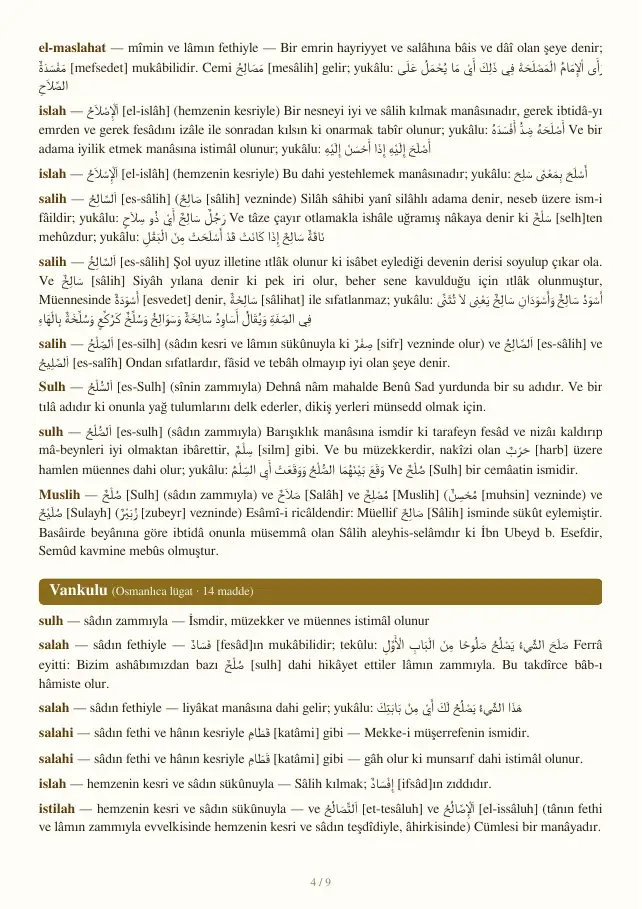 el-maslahat — mîmin ve lâmın fethiyle — Bir emrin hayriyyet ve salâhına bâis ve dâî olan şeye denir;
مَفْسَدَةٌ [mefsedet] mukâbilidir. Cemi مَصَالِحُ [mesâlih] gelir; yukâlu: رَأَى الْإِمَامُ الْمَصْلَحَةَ فِي ذَلِكَ أَيْ مَا يُحْمَلُ عَلَى
الصَّلَاحِ
islah — اَلْإِصْلَاحُ [el-islâh] (hemzenin kesriyle) Bir nesneyi iyi ve sâlih kılmak manâsınadır, gerek ibtidâ-yı
emrden ve gerek fesâdını izâle ile sonradan kılsın ki onarmak tabîr olunur; yukâlu: أَصْلَحَهُ ضِدُّ أَفْسَدَهُ Ve bir
adama iyilik etmek manâsına istimâl olunur; yukâlu: أَصْلَحَ إِلَيْهِ إِذَا أَحْسَنَ إِلَيْهِ
islah — اَلْإِسْلَاحُ [el-islâh] (hemzenin kesriyle) Bu dahi yestehlemek manâsınadır; yukâlu: أَسْلَحَ بِمَعْنَى سَلِحَ
salih — اَلسَّالِحُ [es-sâlih] (صَالِحٌ [sâlih] vezninde) Silâh sâhibi yanî silâhlı adama denir, neseb üzere ism-i
fâildir; yukâlu: رَجُلٌ سَالِحٌ أَيْ ذُو سِلَاحٍ Ve tâze çayır otlamakla ishâle uğramış nâkaya denir ki سَلْحٌ [selh]ten
mehûzdur; yukâlu: نَاقَةٌ سَالِحٌ إِذَا كَانَتْ قَدْ أَسْلَحَتْ مِنَ الْبَقْلِ
salih — اَلسَّالِخُ [es-sâlih] Şol uyuz illetine ıtlâk olunur ki isâbet eylediği devenin derisi soyulup çıkar ola.
Ve سَالِخٌ [sâlih] Siyâh yılana denir ki pek iri olur, beher sene kavulduğu için ıtlâk olunmuştur,
Müennesinde أَسْوَدَةٌ [esvedet] denir, سَالِخَةٌ [sâlihat] ile sıfatlanmaz; yukâlu: أَسْوَدُ سَالِخٌ وَأَسْوَدَانِ سَالِخٌ يَعْنِي لَا تُثَنَّى
فِي الصِّفَةِ وَيُقَالُ أَسَاوِدُ سَالِخَةٌ وَسَوَالِخُ وَسُلَّخٌ كَرُكَّعٍ وَسُلَّخَةٌ بِالْهَاءِ
salih — اَلصِّلْحُ [es-silh] (sâdın kesri ve lâmın sükûnuyla ki صِفْرٌ [sifr] vezninde olur) ve اَلصَّالِحُ [es-sâlih] ve
اَلصَّلِيحُ [es-salîh] Ondan sıfatlardır, fâsid ve tebâh olmayıp iyi olan şeye denir.
Sulh — اَلسُّلْحُ [es-Sulh] (sînin zammıyla) Dehnâ nâm mahalde Benû Sad yurdunda bir su adıdır. Ve bir
tılâ adıdır ki onunla yağ tulumlarını delk ederler, dikiş yerleri münsedd olmak için.
sulh — اَلصُّلْحُ [es-sulh] (sâdın zammıyla) Barışıklık manâsına ismdir ki tarafeyn fesâd ve nizâı kaldırıp
mâ-beynleri iyi olmaktan ibârettir, سِلْمٌ [silm] gibi. Ve bu müzekkerdir, nakîzi olan حَرْبٌ [harb] üzere
hamlen müennes dahi olur; yukâlu: وَقَعَ بَيْنَهُمَا الصُّلْحُ وَوَقَعَتْ أَيِ السِّلْمُ Ve صُلْحٌ [Sulh] bir cemâatin ismidir.
Muslih — صُلْحٌ [Sulh] (sâdın zammıyla) ve صَلَاحٌ [Salâh] ve مُصْلِحٌ [Muslih] (مُحْسِنٌ [muhsin] vezninde) ve
صُلَيْحٌ [Sulayh] (زُبَيْرٌ [zubeyr] vezninde) Esâmî-i ricâldendir: Müellif صَالِحٌ [Sâlih] isminde sükût eylemiştir.
Basâirde beyânına göre ibtidâ onunla müsemmâ olan Sâlih aleyhis-selâmdır ki İbn Ubeyd b. Esefdir,
Semûd kavmine mebûs olmuştur.
Vankulu (Osmanlıca lügat · 14 madde)
sulh — sâdın zammıyla — İsmdir, müzekker ve müennes istimâl olunur
salah — sâdın fethiyle — فَسَادٌ [fesâd]ın mukâbilidir; tekûlu: صَلَحَ الشَّيْءُ يَصْلُحُ صَلُوحًا مِنَ الْبَابِ الْأَوَّلِ Ferrâ
eyitti: Bizim ashâbımızdan bazı صُلْحٌ [sulh] dahi hikâyet ettiler lâmın zammıyla. Bu takdîrce bâb-ı
hâmiste olur.
salah — sâdın fethiyle — liyâkat manâsına dahi gelir; yukâlu: هَذَا الشَّيْءُ يَصْلُحُ لَكَ أَيْ مِنْ بَابَتِكَ
salahi — sâdın fethi ve hânın kesriyle قَطَامِ [katâmi] gibi — Mekke-i müşerrefenin ismidir.
salahi — sâdın fethi ve hânın kesriyle قَطَامِ [katâmi] gibi — gâh olur ki munsarıf dahi istimâl olunur.
islah — hemzenin kesri ve sâdın sükûnuyla — Sâlih kılmak; إِفْسَادٌ [ifsâd]ın zıddıdır.
istilah — hemzenin kesri ve sâdın sükûnuyla — ve اَلتَّصَالُحُ [et-tesâluh] ve اَلْإِصَّالُحُ [el-issâluh] (tânın fethi
ve lâmın zammıyla evvelkisinde hemzenin kesri ve sâdın teşdîdiyle, âhirkisinde) Cümlesi bir manâyadır.
4 / 9